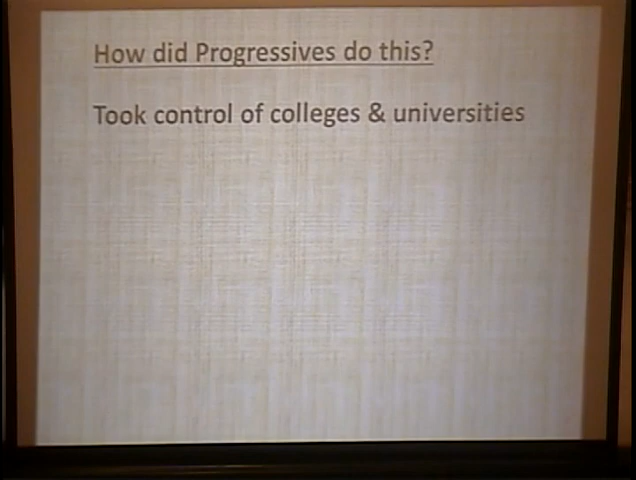 How did Progressives do this?
Took control of colleges & universities